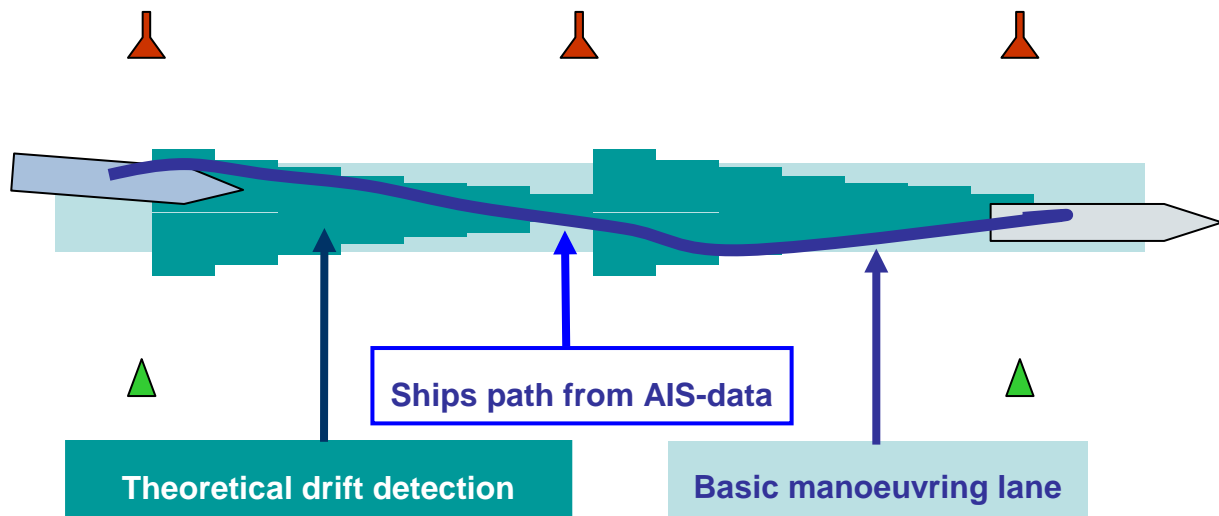 Ships path from AIS-data
Theoretical drift detection
Basic manoeuvring lane